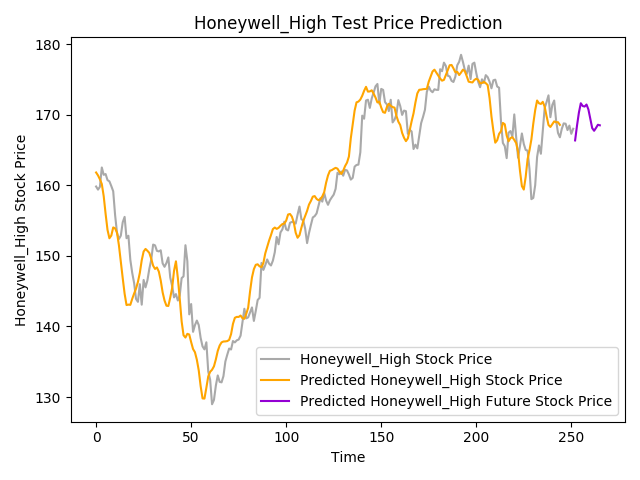 Honeywell_High Test Price Prediction
Honeywell_High Stock Price
180
170
160
150
140
130
0
50
100
150
200
250
Time
Honeywell_High Stock Price
Predicted Honeywell_High Stock Price
Predicted Honeywell_High Future Stock Price